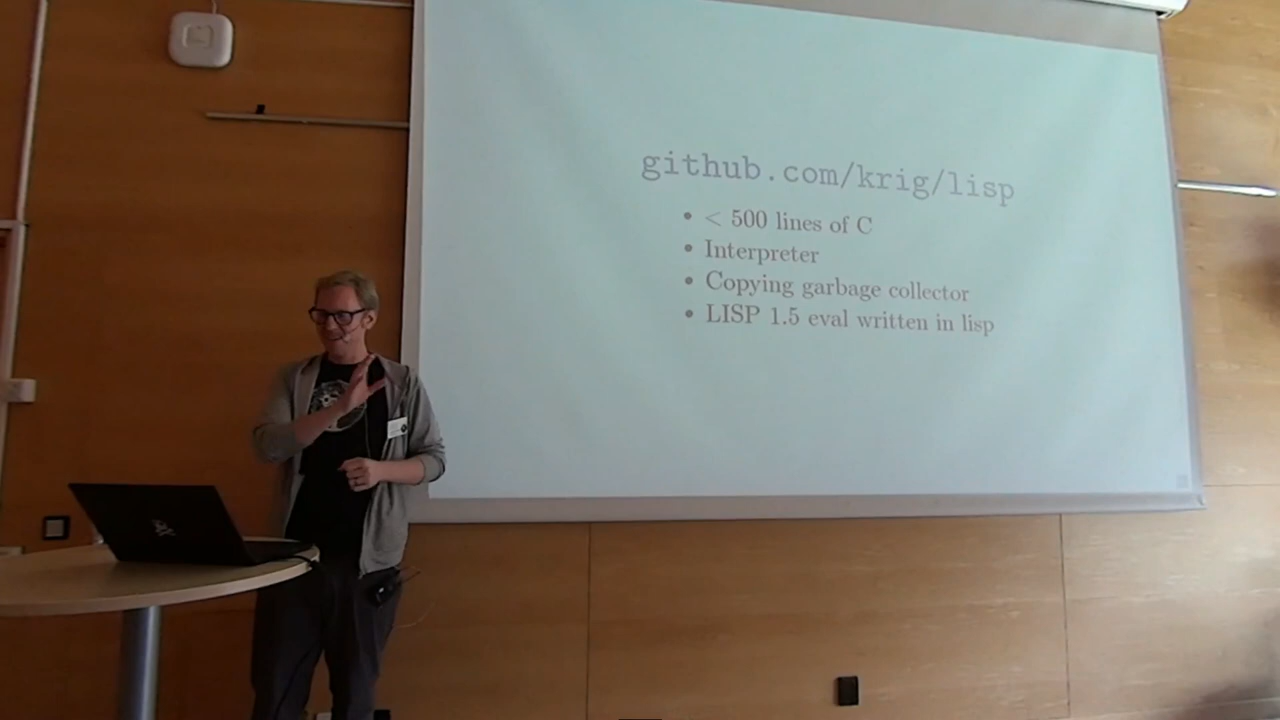 github.com/krig/lisp
• < 500 lines of C
• Interpreter
• Copying garbage collector
• LISP 1.5 eval written in lisp